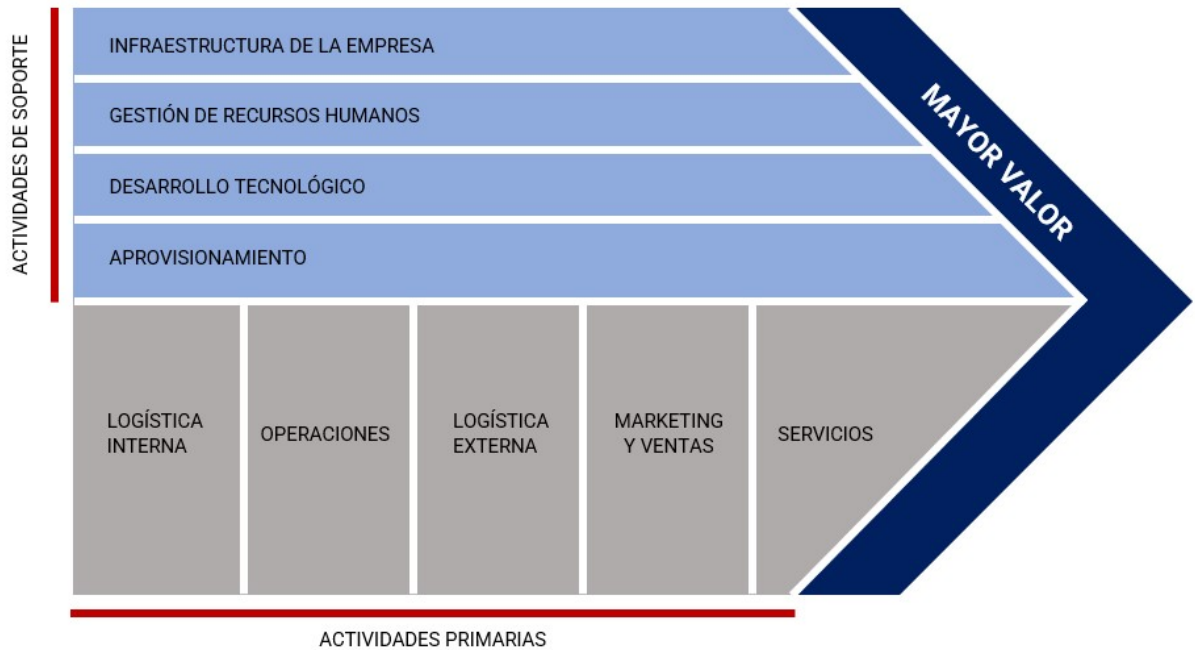 ACTIVIDADES DE SOPORTE
INFRAESTRUCTURA DE LA EMPRESA
GESTIÓN DE RECURSOS HUMANOS
DESARROLLO TECNOLÓGICO
APROVISIONAMIENTO
MAYOR VALOR
LOGÍSTICA
INTERNA
OPERACIONES
LOGÍSTICA
EXTERNA
MARKETING
Y VENTAS
SERVICIOS
ACTIVIDADES PRIMARIAS